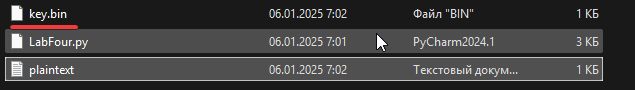 key.bin 06.01.2025 7:02 Файл "BIN" 1 КБ
LabFour.py 06.01.2025 7:01 PyCharm2024.1 3 КБ
plaintext 06.01.2025 7:02 Текстовый докум... 1 КБ